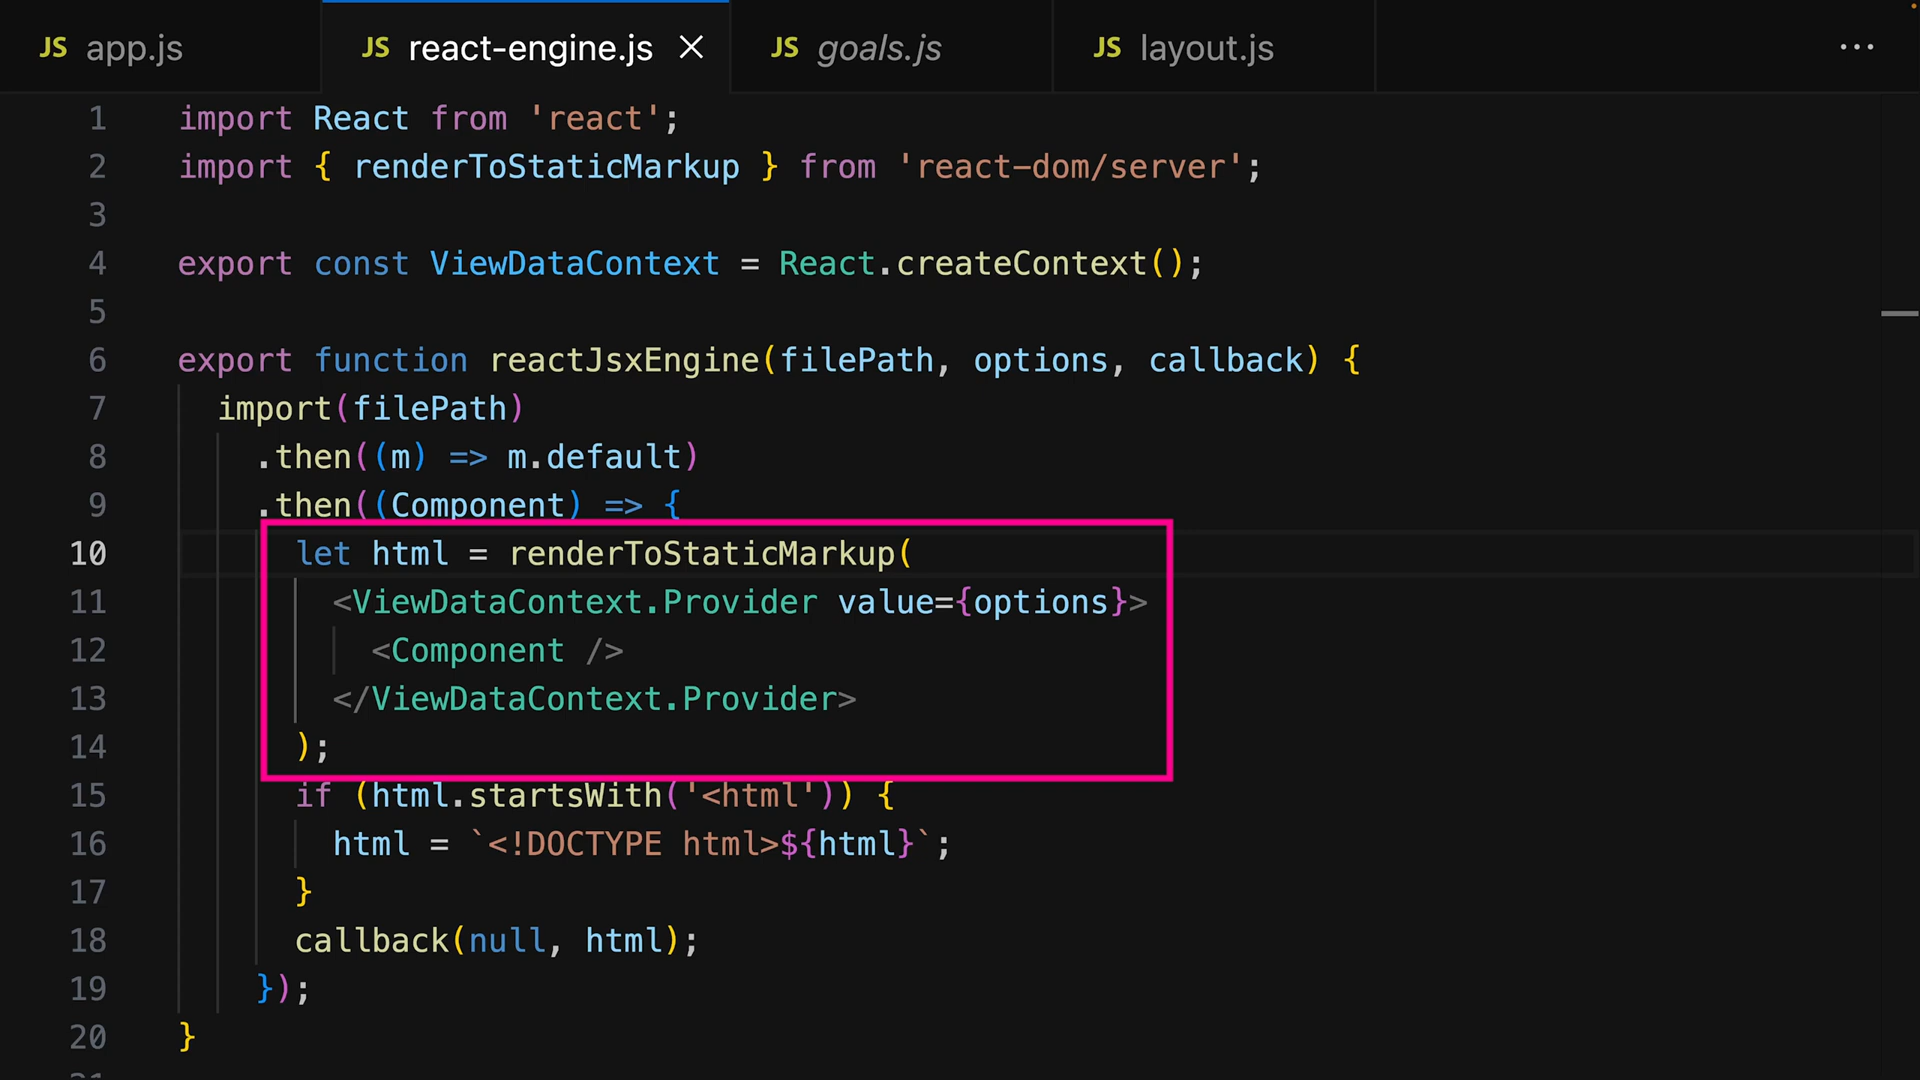 JS app.js JS react-engine.js JS goals.js JS layout.js
1 import React from 'react';
2 import { renderToStaticMarkup } from 'react-dom/server';
3
4 export const ViewDataContext = React.createContext();
5
6 export function reactJsxEngine(filePath, options, callback) {
7 import(filePath)
8 .then((m) => m.default)
9 .then((Component) => {
10 let html = renderToStaticMarkup(
11 <ViewDataContext.Provider value={options}>
12 <Component />
13 </ViewDataContext.Provider>
14 );
15 if (html.startsWith('<html')) {
16 html = `<!DOCTYPE html>${html}`;
17 }
18 callback(null, html);
19 });
20 }